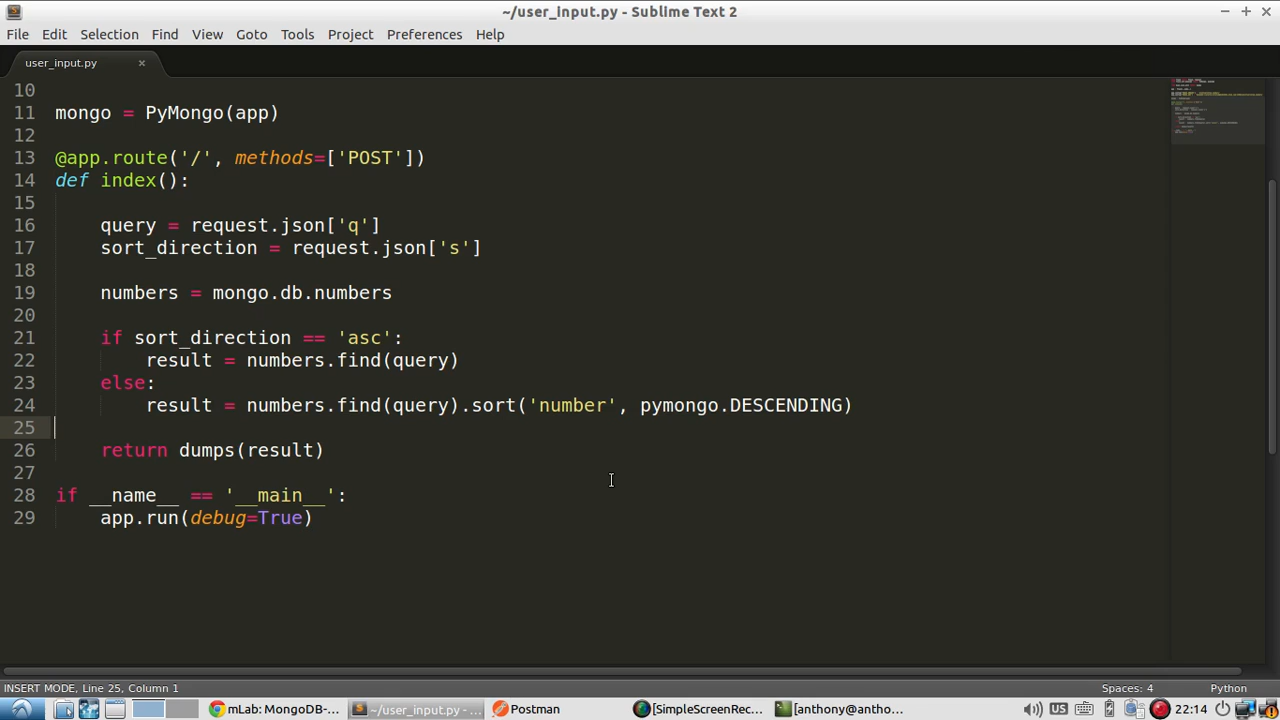 ~/user_input.py - Sublime Text 2
File Edit Selection Find View Goto Tools Project Preferences Help
user_input.py ×
10
11 mongo = PyMongo(app)
12
13 @app.route('/', methods=['POST'])
14 def index():
15
16 query = request.json['q']
17 sort_direction = request.json['s']
18
19 numbers = mongo.db.numbers
20
21 if sort_direction == 'asc':
22 result = numbers.find(query)
23 else:
24 result = numbers.find(query).sort('number', pymongo.DESCENDING)
25
26 return dumps(result)
27
28 if __name__ == '__main__':
29 app.run(debug=True)
INSERT MODE, Line 25, Column 1 Spaces: 4 Python
mLab: MongoDB-... ~/user_input.py - ... Postman [SimpleScreenRec... [anthony@antho... US 22:14